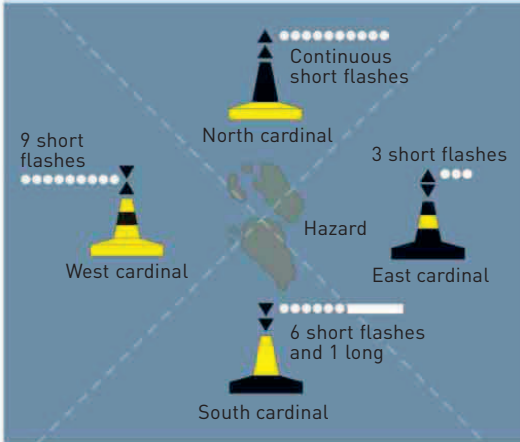 Continuous
short flashes
North cardinal
9 short
flashes
3 short flashes
Hazard
West cardinal
East cardinal
6 short flashes
and 1 long
South cardinal